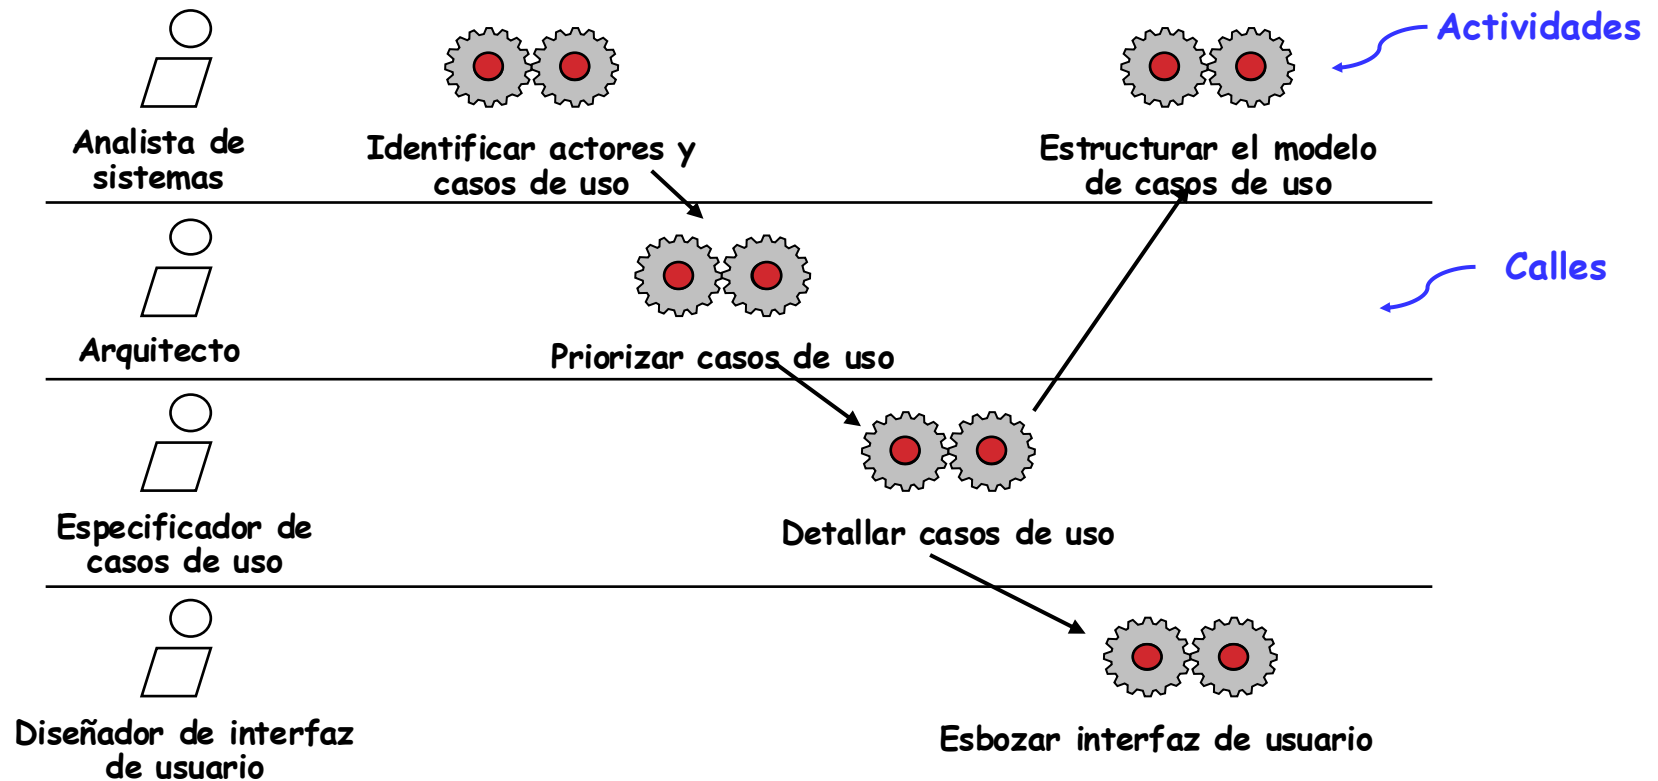 Actividades
Analista de
sistemas
Identificar actores y
casos de uso
Estructurar el modelo
de casos de uso
Calles
Arquitecto
Priorizar casos de uso
Especificador de
casos de uso
Detallar casos de uso
Diseñador de interfaz
de usuario
Esbozar interfaz de usuario